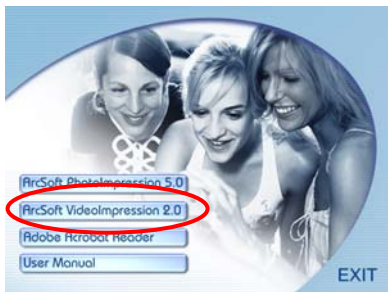 ArcSoft PhotoImpression 5.0
ArcSoft VideoImpression 2.0
Adobe Acrobat Reader
User Manual
EXIT